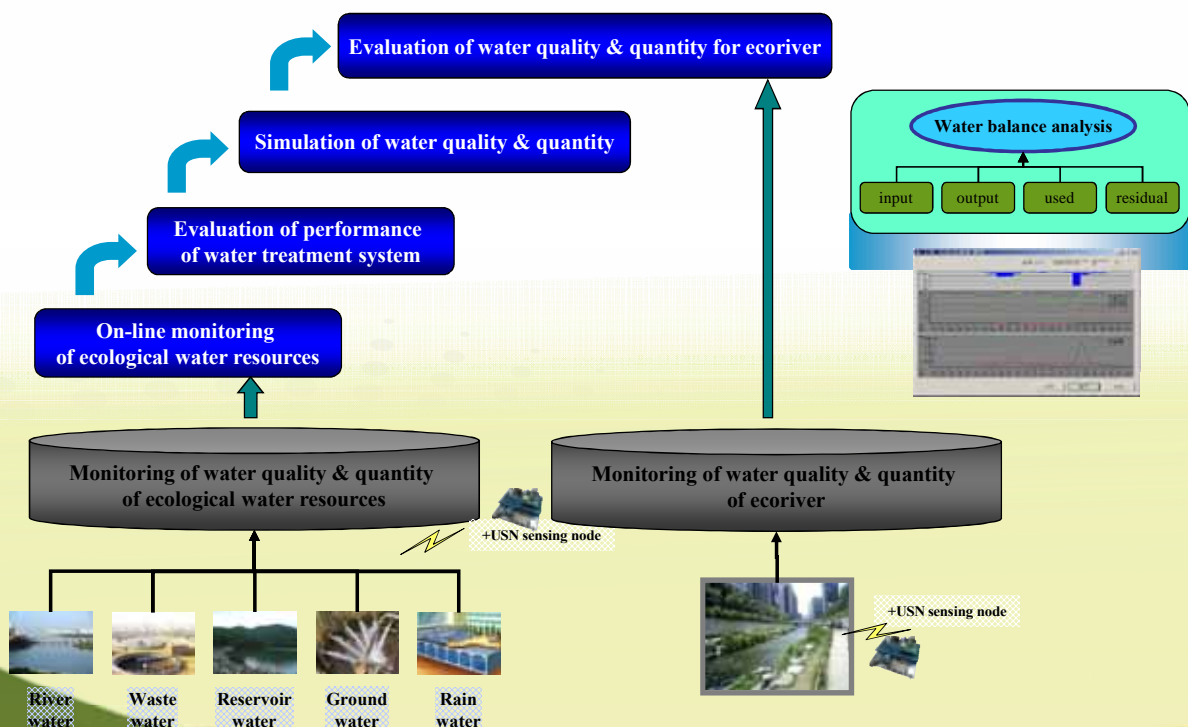 Evaluation of water quality & quantity for ecoriver
Simulation of water quality & quantity
Evaluation of performance
of water treatment system
On-line monitoring
of ecological water resources
Water balance analysis
input
output
used
residual
Monitoring of water quality & quantity
of ecological water resources
Monitoring of water quality & quantity
of ecoriver
+USN sensing node
+USN sensing node
River
water
Waste
water
Reservoir
water
Ground
water
Rain
water